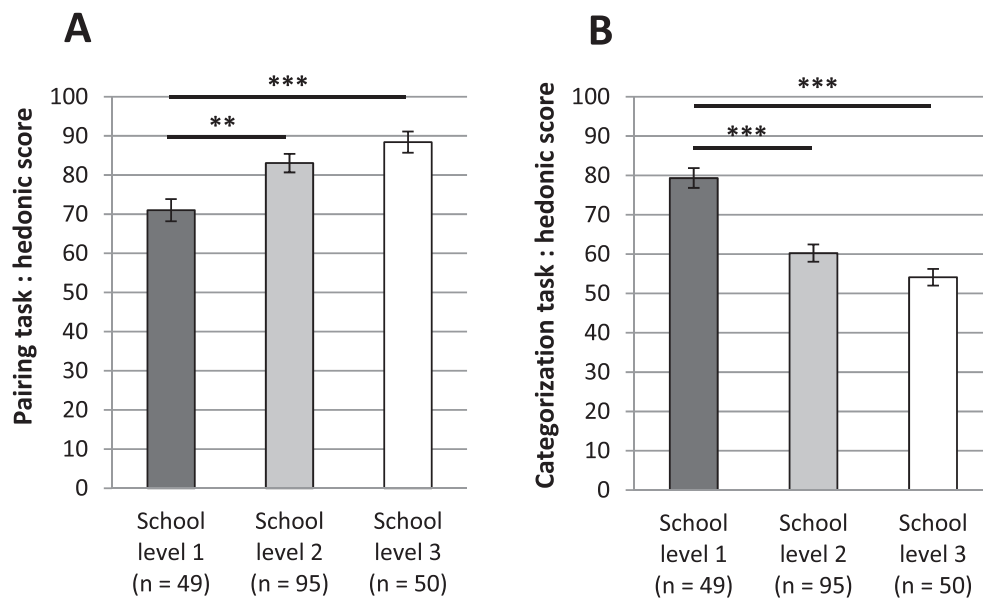 A
Pairing task : hedonic score
100
90
80
70
60
50
40
30
20
10
0
***
**
School
level 1
(n = 49)
School
level 2
(n = 95)
School
level 3
(n = 50)
B
Categorization task : hedonic score
100
90
80
70
60
50
40
30
20
10
0
***
***
School
level 1
(n = 49)
School
level 2
(n = 95)
School
level 3
(n = 50)